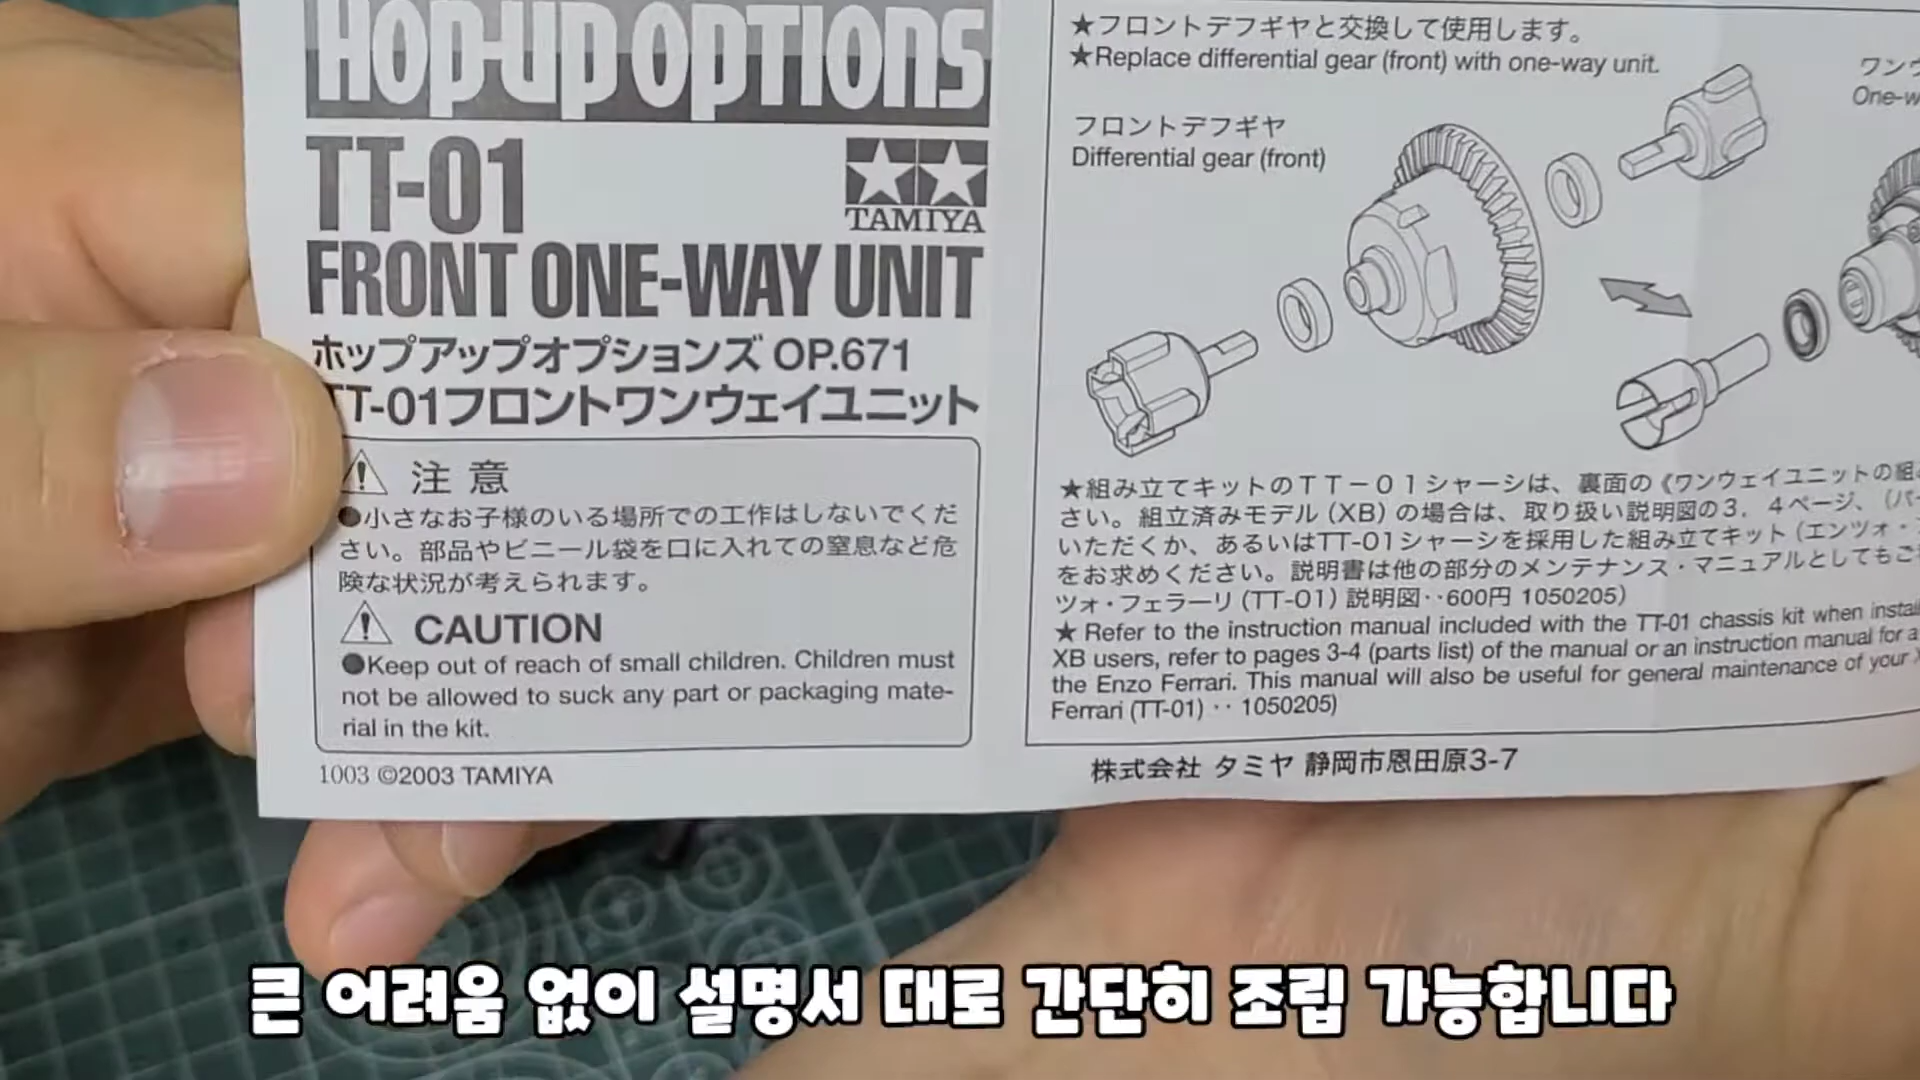 HOP-UP OPTIONS
TT-01
TAMIYA
FRONT ONE-WAY UNIT
ホップアップオプションズ OP.671
TT-01フロントワンウェイユニット
注 意
●小さなお子様のいる場所での工作はしないでくだ
さい。部品やビニール袋を口に入れての窒息など危
険な状況が考えられます。
CAUTION
●Keep out of reach of small children. Children must
not be allowed to suck any part or packaging mate-
rial in the kit.
1003 ©2003 TAMIYA
★フロントデフギヤと交換して使用します。
★Replace differential gear (front) with one-way unit.
フロントデフギヤ
Differential gear (front)
ワンウ
One-w
★組み立てキットのTT-01シャーシは、裏面の《ワンウェイユニットの組
さい。組立済みモデル(XB)の場合は、取り扱い説明図の3．4ページ、(パー
いただくか、あるいはTT-01シャーシを採用した組み立てキット(エンツォ・
をお求めください。説明書は他の部分のメンテナンス・マニュアルとしてもご
ツォ・フェラーリ(TT-01)説明図‥600円 1050205)
★ Refer to the instruction manual included with the TT-01 chassis kit when instal
XB users, refer to pages 3-4 (parts list) of the manual or an instruction manual for a
the Enzo Ferrari. This manual will also be useful for general maintenance of your
Ferrari (TT-01) ‥ 1050205)
株式会社 タミヤ 静岡市恩田原3-7
큰 어려움 없이 설명서 대로 간단히 조립 가능합니다